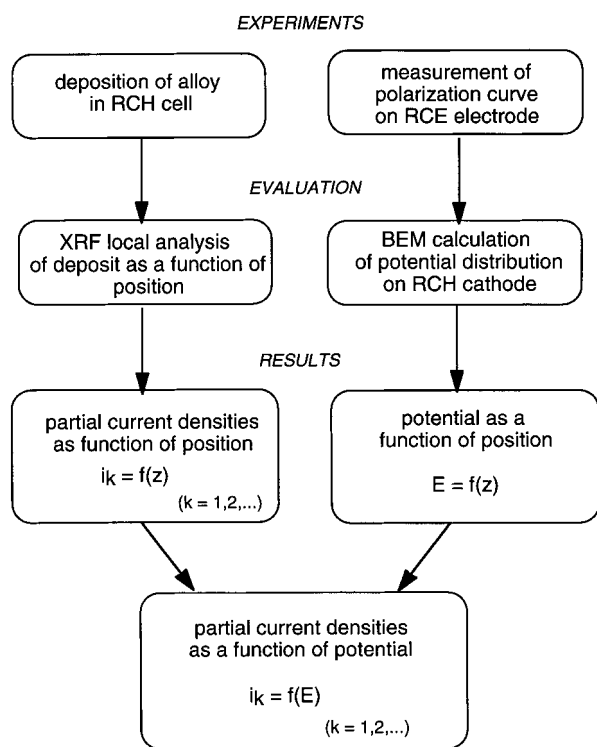 EXPERIMENTS
deposition of alloy
in RCH cell
measurement of
polarization curve
on RCE electrode
EVALUATION
XRF local analysis
of deposit as a function of
position
BEM calculation
of potential distribution
on RCH cathode
RESULTS
partial current densities
as function of position
ik = f(z)
(k = 1,2,...)
potential as a
function of position
E = f(z)
partial current densities
as a function of potential
ik = f(E)
(k = 1,2,...)